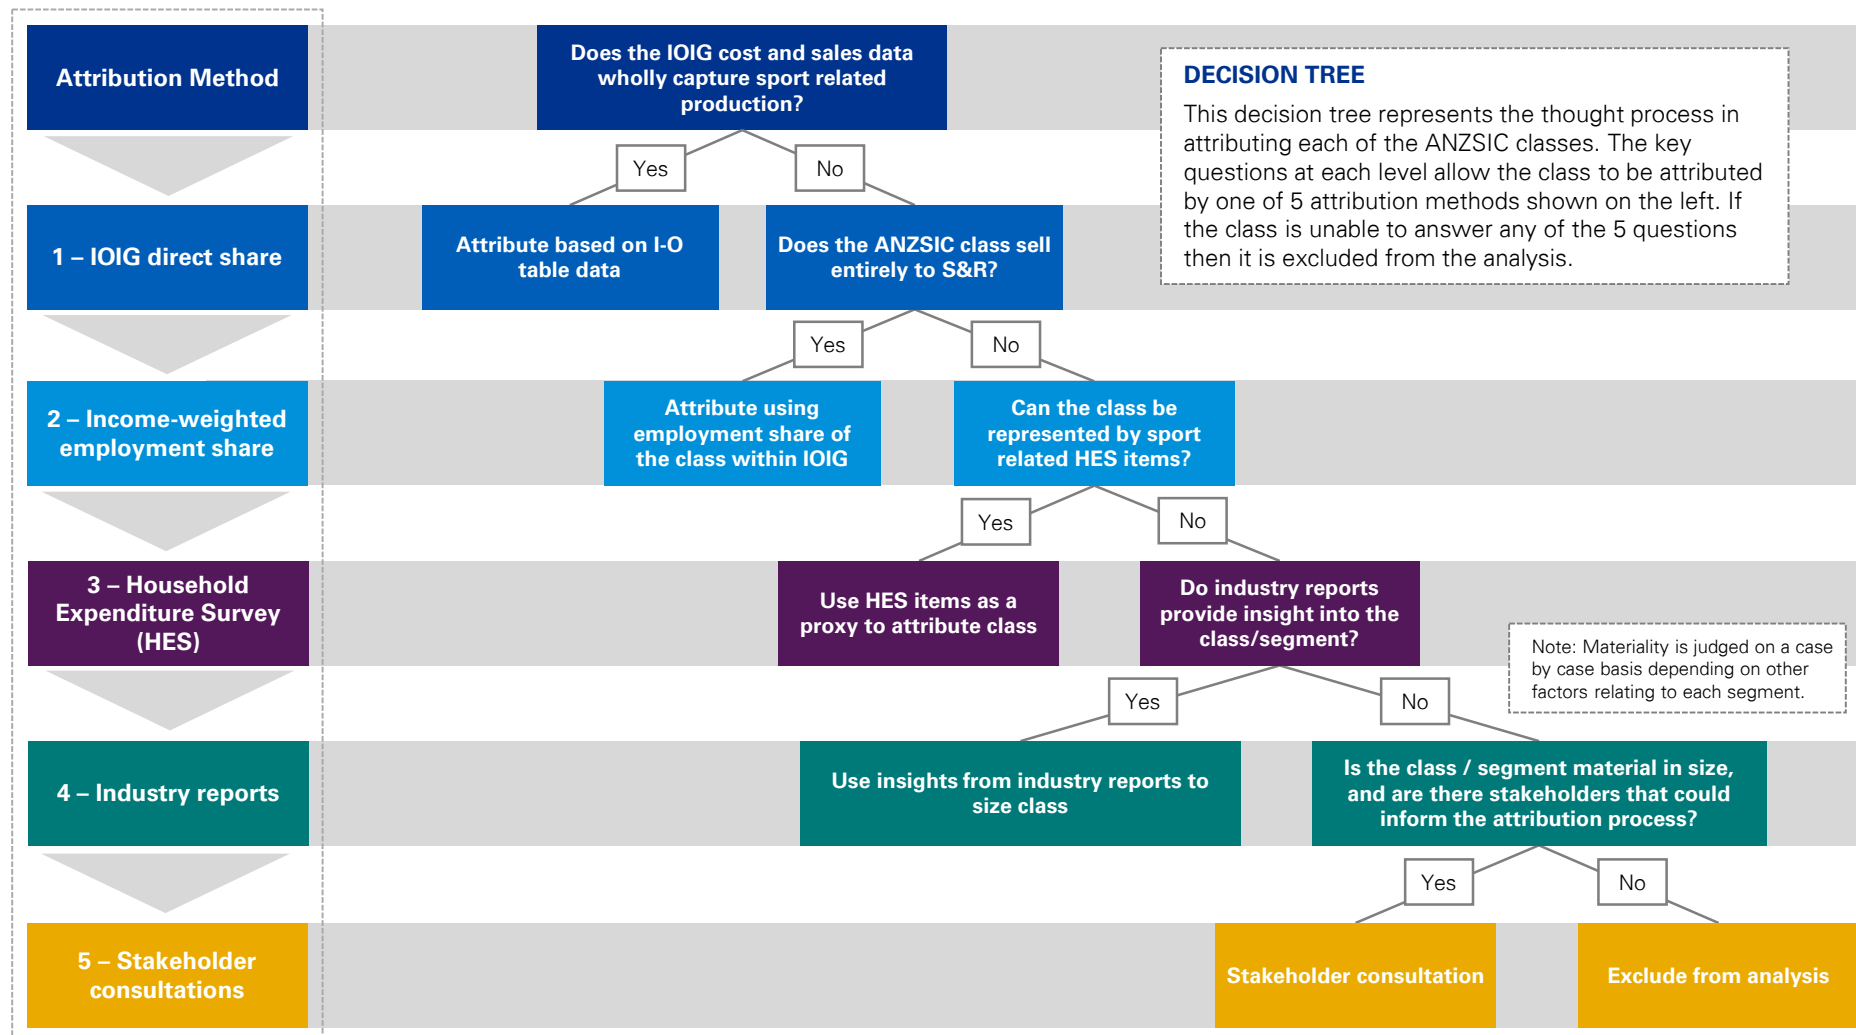 Attribution Method
Does the IOIG cost and sales data
wholly capture sport related
production?
DECISION TREE
This decision tree represents the thought process in
attributing each of the ANZSIC classes. The key
questions at each level allow the class to be attributed
by one of 5 attribution methods shown on the left. If
the class is unable to answer any of the 5 questions
then it is excluded from the analysis.
Yes
No
1 – IOIG direct share
Attribute based on I-O
table data
Does the ANZSIC class sell
entirely to S&R?
Yes
No
2 – Income-weighted
employment share
Attribute using
employment share of
the class within IOIG
Can the class be
represented by sport
related HES items?
Yes
No
3 – Household
Expenditure Survey
(HES)
Use HES items as a
proxy to attribute class
Do industry reports
provide insight into the
class/segment?
Note: Materiality is judged on a case
by case basis depending on other
factors relating to each segment.
Yes
No
4 – Industry reports
Use insights from industry reports to
size class
Is the class / segment material in size,
and are there stakeholders that could
inform the attribution process?
Yes
No
5 – Stakeholder
consultations
Stakeholder consultation
Exclude from analysis